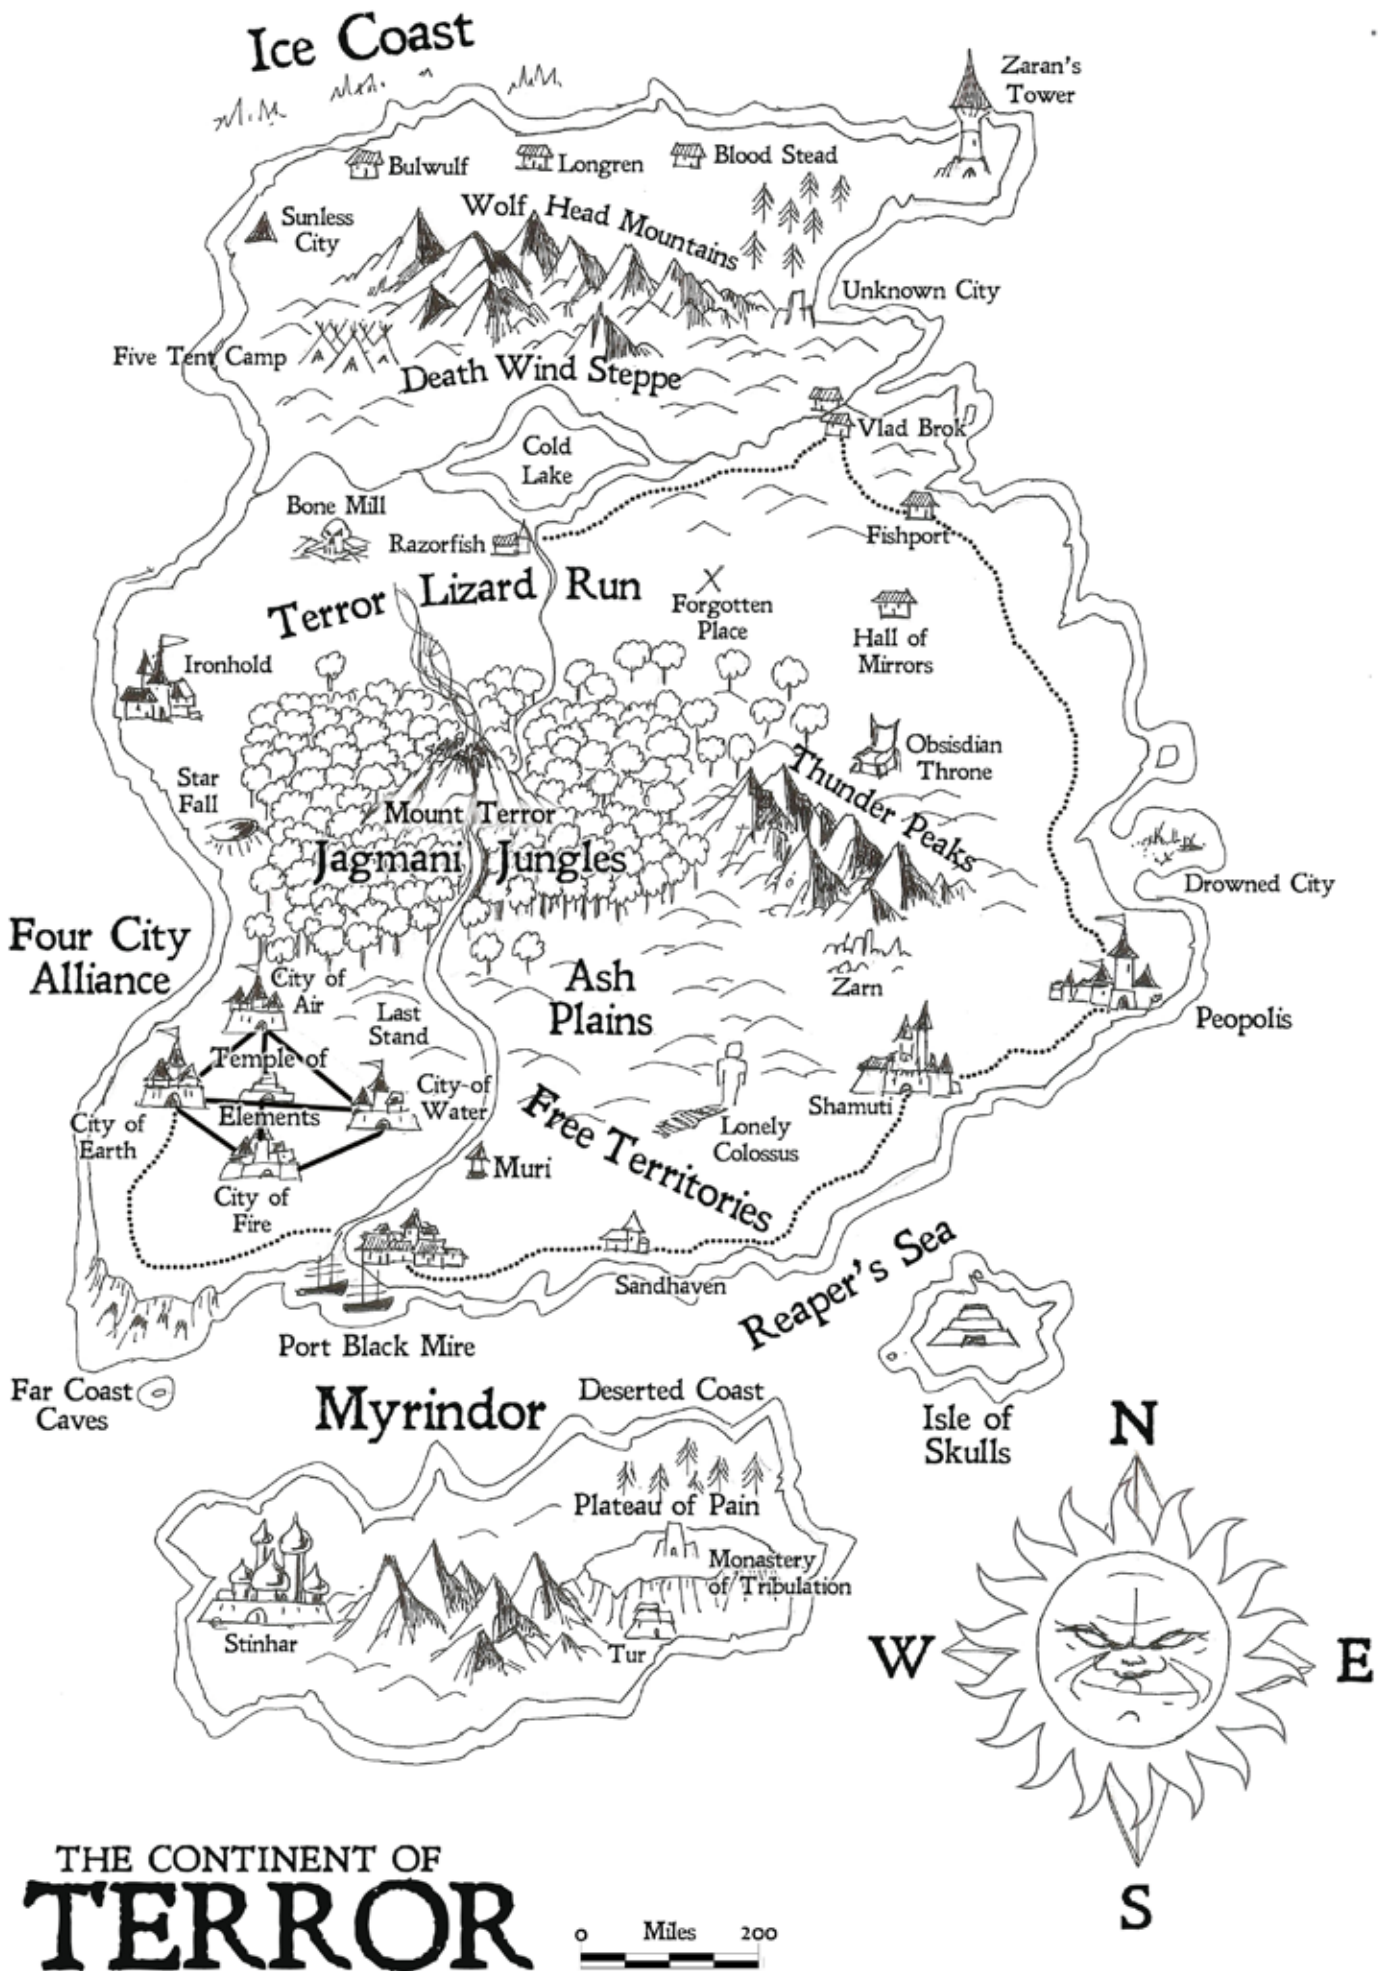 Ice Coast
Zaran's
Tower
Bulwulf
Longren
Blood Stead
Wolf Head Mountains
Sunless
City
Unknown City
Five Tent Camp
Death Wind Steppe
Vlad Brok
Cold
Lake
Bone Mill
Razorfish
Fishport
Terror Lizard Run
Forgotten
Place
Hall of
Mirrors
Ironhold
Obsisdian
Throne
Star
Fall
Mount Terror
Thunder Peaks
Jagmani Jungles
Drowned City
Four City
Alliance
City of
Air
Ash
Plains
Zarn
Last
Stand
Peopolis
Temple of
Elements
City of
Water
City of
Earth
Shamuti
Lonely
Colossus
Free Territories
Muri
City of
Fire
Sandhaven
Reaper's Sea
Port Black Mire
Far Coast
Caves
Myrindor
Deserted Coast
Isle of
Skulls
N
Plateau of Pain
Monastery
of Tribulation
Stinhar
Tur
W
E
S
THE CONTINENT OF
TERROR
0 Miles 200